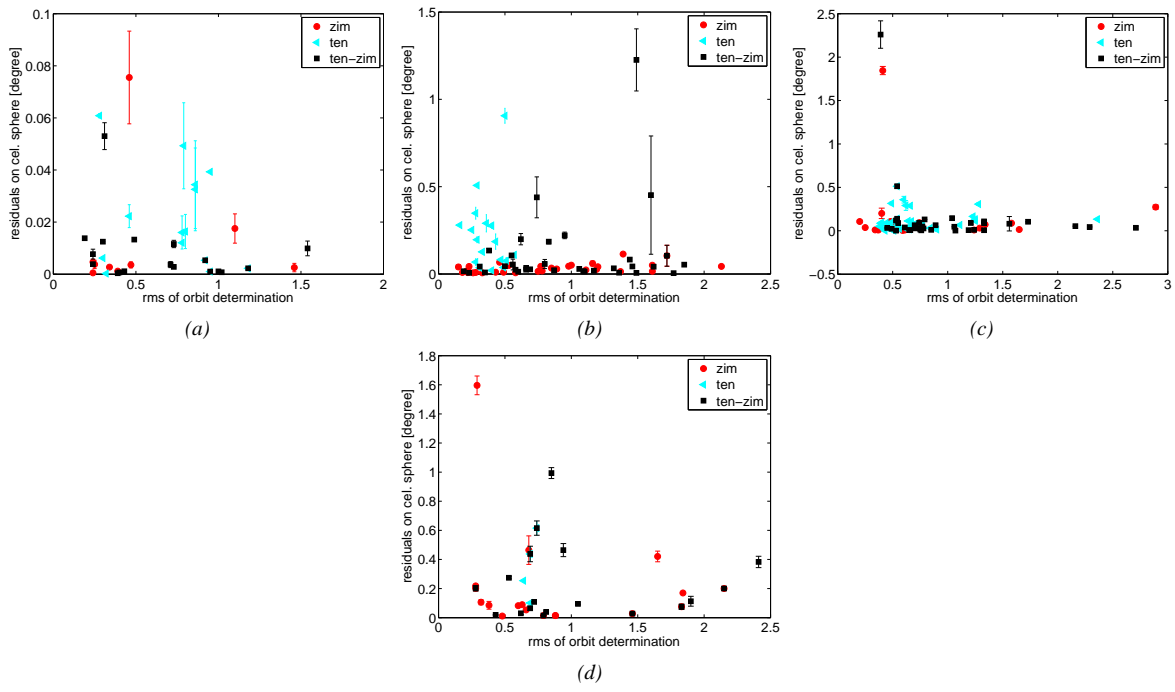 0.1
0.08
0.06
0.04
0.02
0
0
0.5
1
1.5
2
residuals on cel. sphere [degree]
rms of orbit determination
zim
ten
ten−zim
(a)
1.5
1
0.5
0
0
0.5
1
1.5
2
2.5
residuals on cel. sphere [degree]
rms of orbit determination
zim
ten
ten−zim
(b)
2.5
2
1.5
1
0.5
0
−0.5
0
0.5
1
1.5
2
2.5
3
residuals on cel. sphere [degree]
rms of orbit determination
zim
ten
ten−zim
(c)
1.8
1.6
1.4
1.2
1
0.8
0.6
0.4
0.2
0
0
0.5
1
1.5
2
2.5
residuals on cel. sphere [degree]
rms of orbit determination
zim
ten
ten−zim
(d)